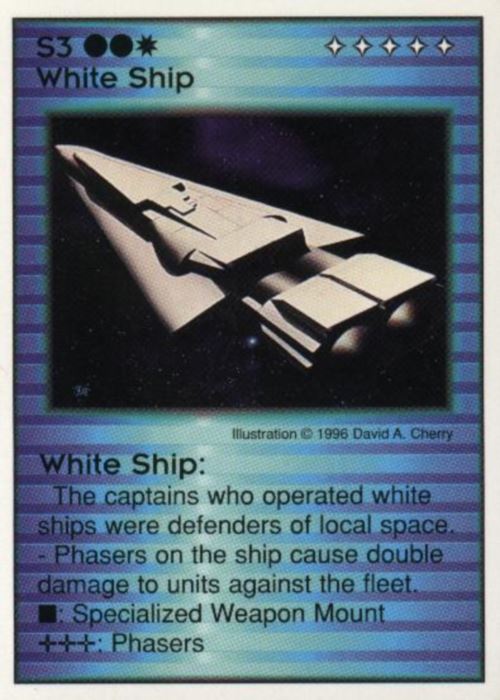 S3 ●●✷ ✧✧✧✧✧
White Ship
Illustration © 1996 David A. Cherry
White Ship:
The captains who operated white
ships were defenders of local space.
- Phasers on the ship cause double
damage to units against the fleet.
■: Specialized Weapon Mount
✢✢✢: Phasers